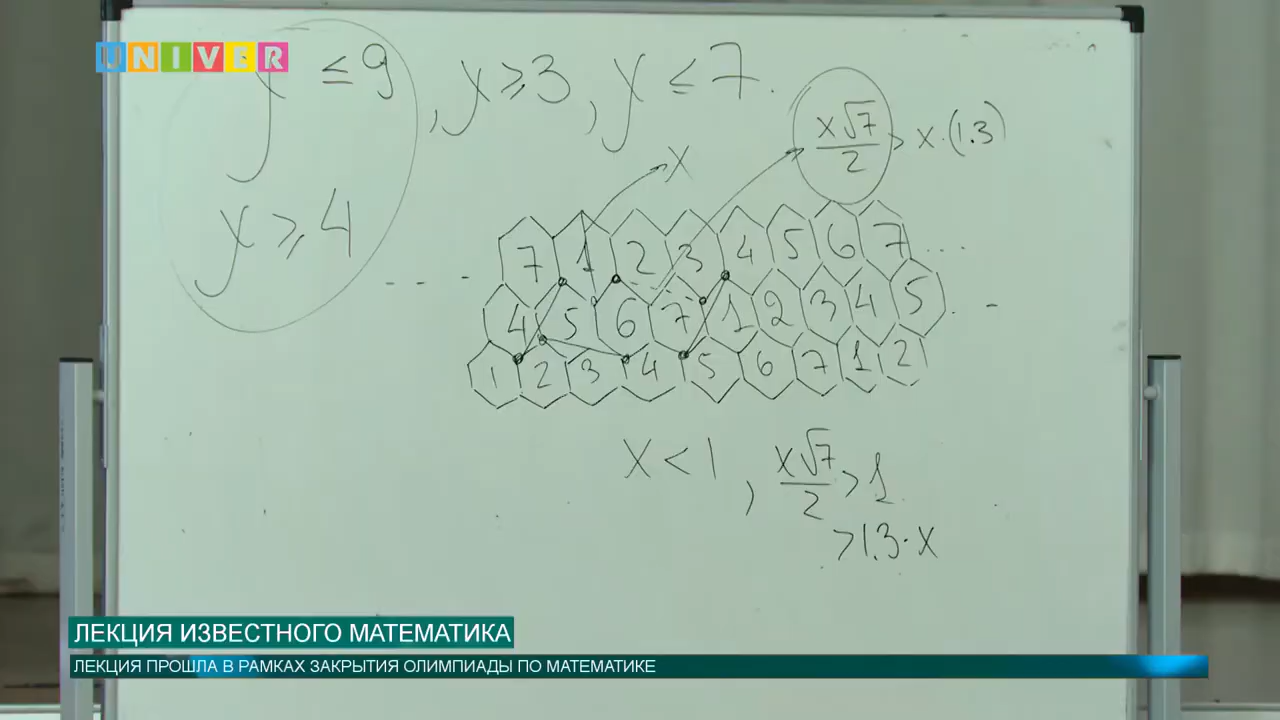 UNIVER
y ≤ 9, y ≥ 3, y ≤ 7.
y ≥ 4
x√7/2 > x·(1.3)
x
7 1 2 3 4 5 6 7 ...
--- 4 5 6 7 1 2 3 4 5 . -
1 2 3 4 5 6 7 1 2
x < 1, x√7/2 > 1
> 1.3·x
ЛЕКЦИЯ ИЗВЕСТНОГО МАТЕМАТИКА
ЛЕКЦИЯ ПРОШЛА В РАМКАХ ЗАКРЫТИЯ ОЛИМПИАДЫ ПО МАТЕМАТИКЕ